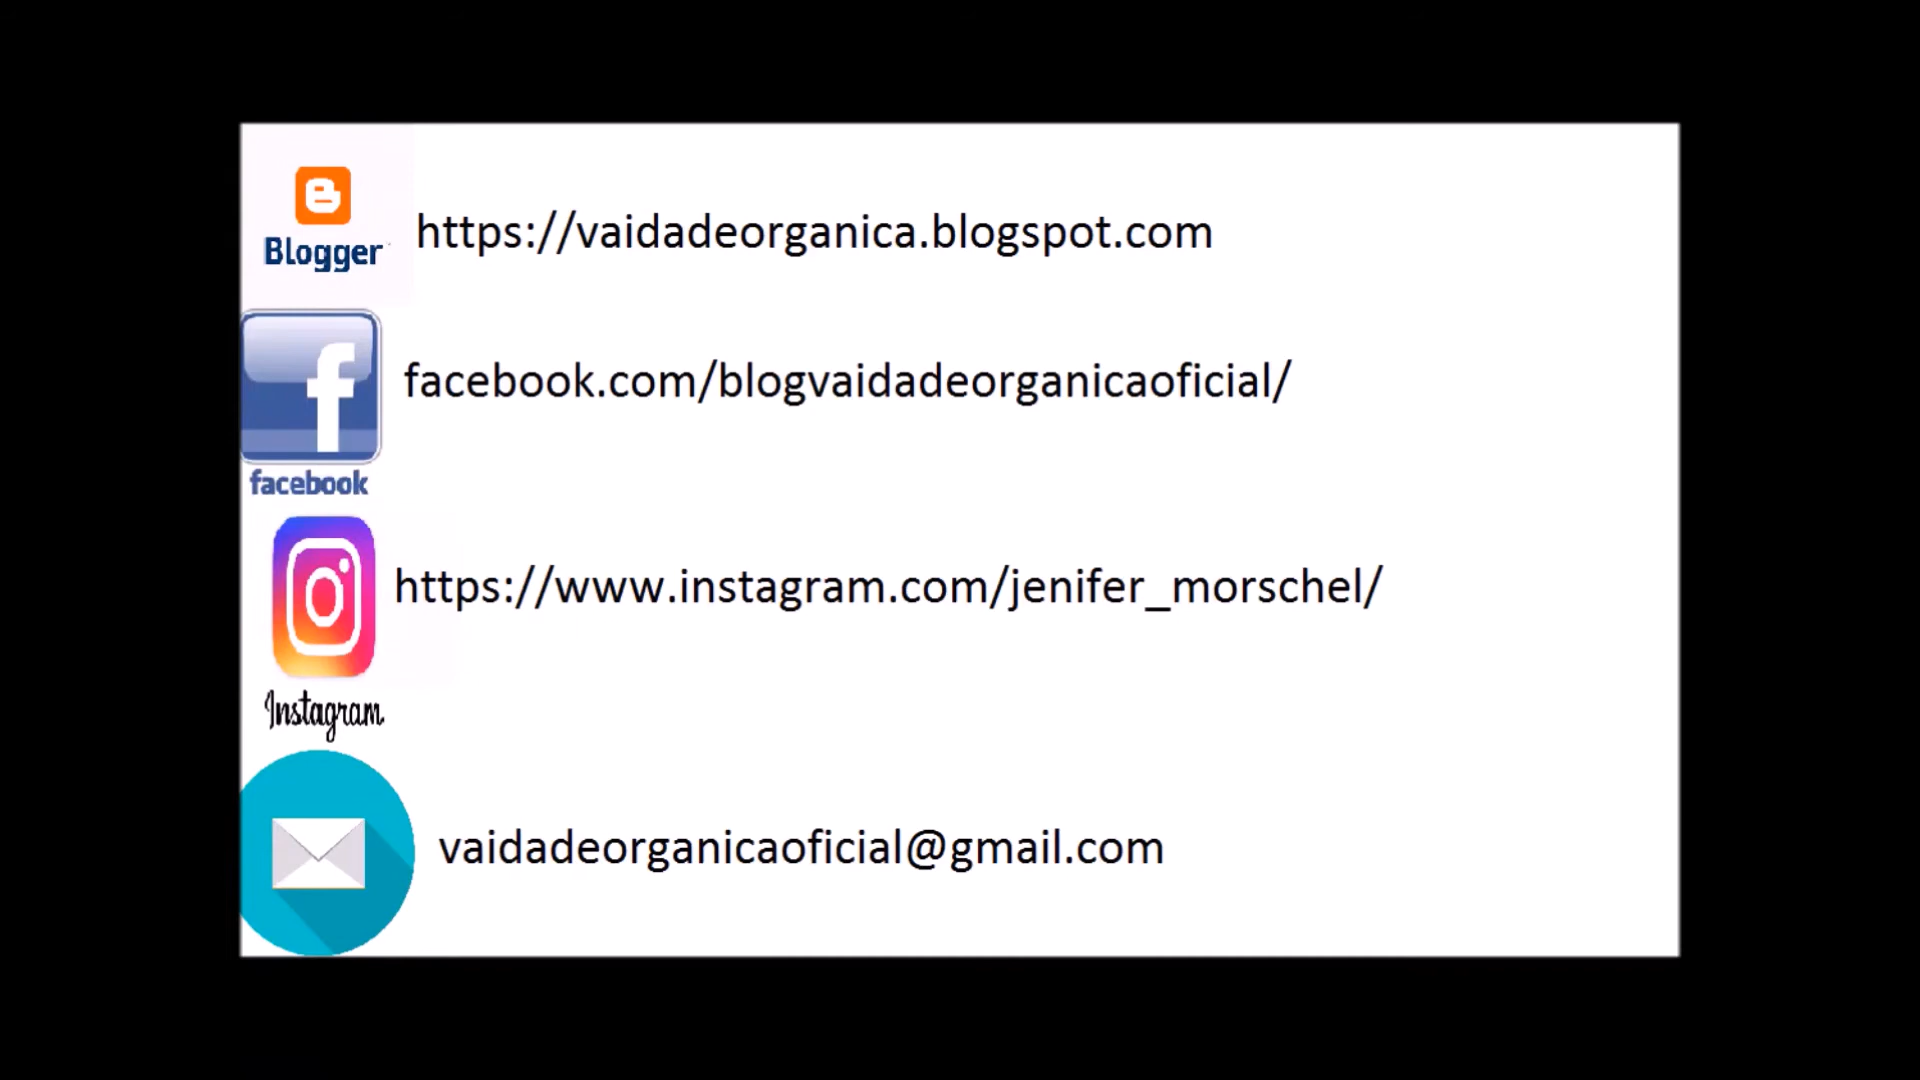 Blogger
https://vaidadeorganica.blogspot.com
facebook.com/blogvaidadeorganicaoficial/
facebook
https://www.instagram.com/jenifer_morschel/
Instagram
vaidadeorganicaoficial@gmail.com